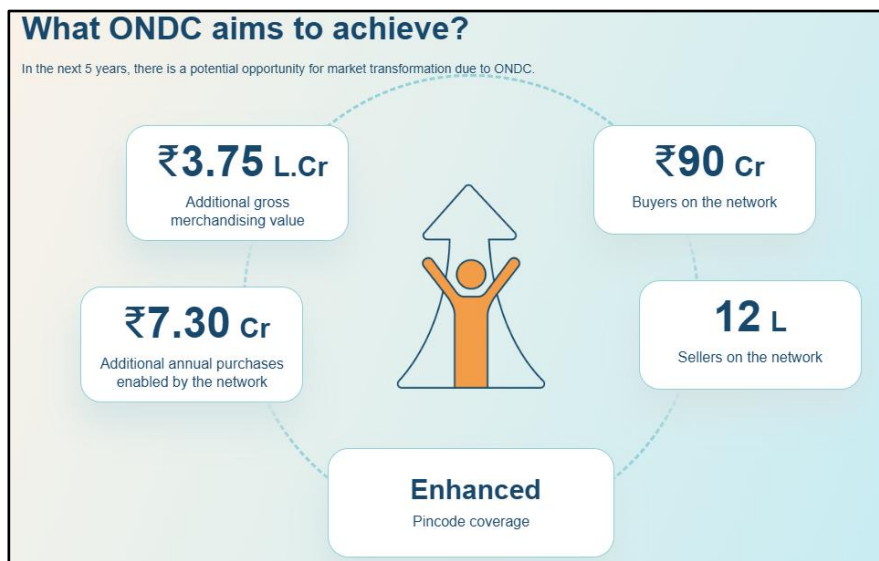 What ONDC aims to achieve?
In the next 5 years, there is a potential opportunity for market transformation due to ONDC.
₹3.75 L.Cr
Additional gross
merchandising value
₹90 Cr
Buyers on the network
₹7.30 Cr
Additional annual purchases
enabled by the network
12 L
Sellers on the network
Enhanced
Pincode coverage